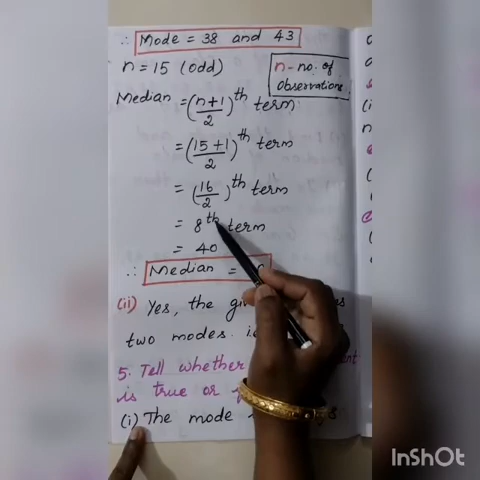 ∴ Mode = 38 and 43
n = 15 (odd)
n - no. of
observations
Median = (n+1/2)th term
= (15+1/2)th term
= (16/2)th term
= 8th term
= 40
∴ Median =
(ii) Yes, the
two modes i.e
5. Tell whether
is true or
(i) The mode
InShOt